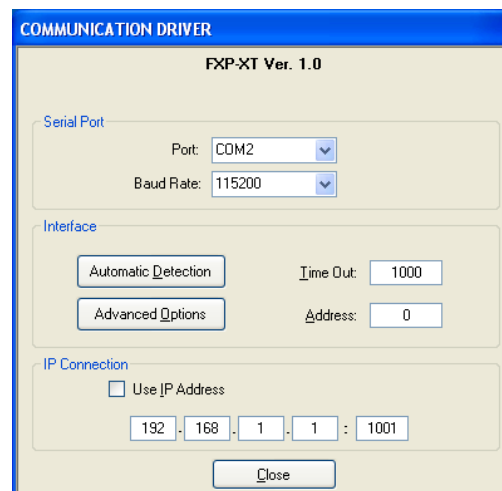 COMMUNICATION DRIVER
FXP-XT Ver. 1.0
Serial Port
Port: COM2
Baud Rate: 115200
Interface
Automatic Detection Time Out: 1000
Advanced Options Address: 0
IP Connection
Use IP Address
192 . 168 . 1 . 1 : 1001
Close